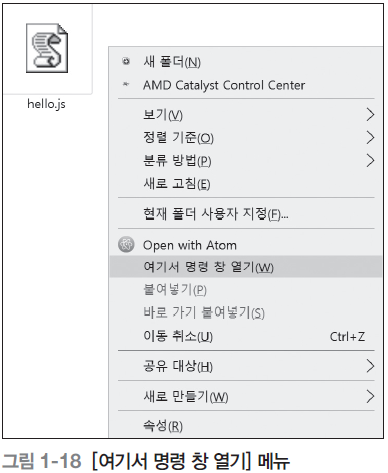 hello.js
새 폴더(N)
AMD Catalyst Control Center
보기(V)
정렬 기준(O)
분류 방법(P)
새로 고침(E)
현재 폴더 사용자 지정(F)...
Open with Atom
여기서 명령 창 열기(W)
붙여넣기(P)
바로 가기 붙여넣기(S)
이동 취소(U) Ctrl+Z
공유 대상(H)
새로 만들기(W)
속성(R)
그림 1-18 [여기서 명령 창 열기] 메뉴